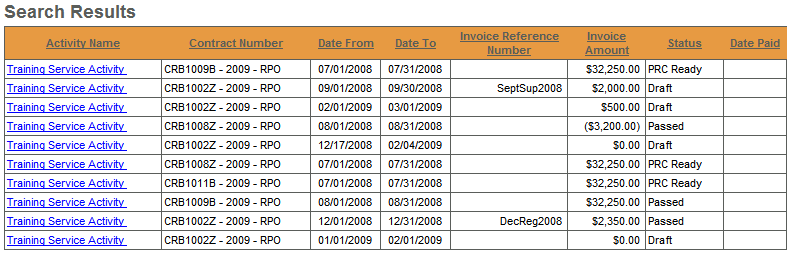 Search Results
Activity Name Contract Number Date From Date To Invoice Reference Number Invoice Amount Status Date Paid
Training Service Activity CRB1009B - 2009 - RPO 07/01/2008 07/31/2008 $32,250.00 PRC Ready
Training Service Activity CRB1002Z - 2009 - RPO 09/01/2008 09/30/2008 SeptSup2008 $2,000.00 Draft
Training Service Activity CRB1002Z - 2009 - RPO 02/01/2009 03/01/2009 $500.00 Draft
Training Service Activity CRB1008Z - 2009 - RPO 08/01/2008 08/31/2008 ($3,200.00) Passed
Training Service Activity CRB1002Z - 2009 - RPO 12/17/2008 02/04/2009 $0.00 Draft
Training Service Activity CRB1008Z - 2009 - RPO 07/01/2008 07/31/2008 $32,250.00 PRC Ready
Training Service Activity CRB1011B - 2009 - RPO 07/01/2008 07/31/2008 $32,250.00 PRC Ready
Training Service Activity CRB1009B - 2009 - RPO 08/01/2008 08/31/2008 $32,250.00 Passed
Training Service Activity CRB1002Z - 2009 - RPO 12/01/2008 12/31/2008 DecReg2008 $2,350.00 Passed
Training Service Activity CRB1002Z - 2009 - RPO 01/01/2009 02/01/2009 $0.00 Draft